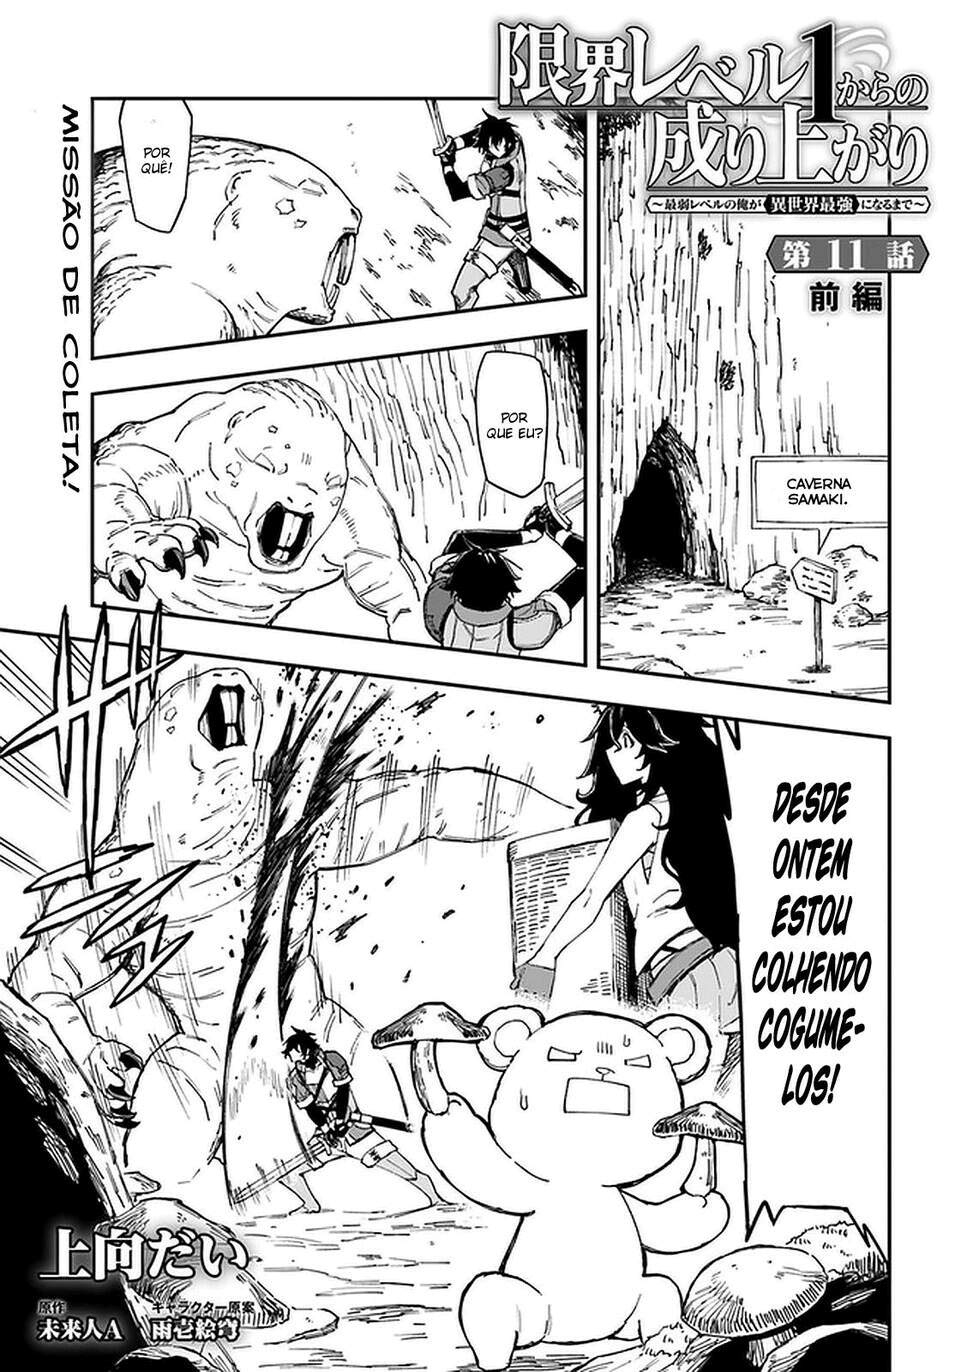 限界レベル1からの
成り上がり
～最弱レベルの俺が異世界最強になるまで～
第11話
前編
CAVERNA
SAMAKI.
POR
QUÊ!
MISSÃO DE COLETA!
POR
QUE EU?
DESDE
ONTEM
ESTOU
COLHENDO
COGUME-
LOS!
上向だい
原作
未来人A
キャラクター原案
雨壱絵穹